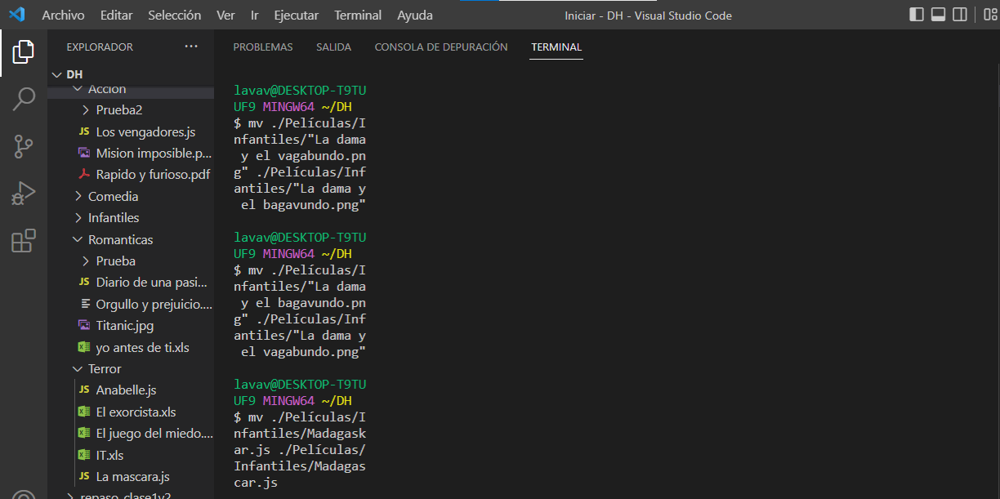 Archivo Editar Selección Ver Ir Ejecutar Terminal Ayuda Iniciar - DH - Visual Studio Code
EXPLORADOR ···
DH
Acción
Prueba2
JS Los vengadores.js
Mision imposible.p...
Rapido y furioso.pdf
Comedia
Infantiles
Romanticas
Prueba
JS Diario de una pasi...
Orgullo y prejuicio....
Titanic.jpg
yo antes de ti.xls
Terror
JS Anabelle.js
El exorcista.xls
El juego del miedo....
IT.xls
JS La mascara.js
repaso_clase1y2
PROBLEMAS SALIDA CONSOLA DE DEPURACIÓN TERMINAL
lavav@DESKTOP-T9TU
UF9 MINGW64 ~/DH
$ mv ./Películas/I
nfantiles/"La dama
 y el vagabundo.pn
g" ./Películas/Inf
antiles/"La dama y
 el bagavundo.png"
lavav@DESKTOP-T9TU
UF9 MINGW64 ~/DH
$ mv ./Películas/I
nfantiles/"La dama
 y el bagavundo.pn
g" ./Películas/Inf
antiles/"La dama y
 el vagabundo.png"
lavav@DESKTOP-T9TU
UF9 MINGW64 ~/DH
$ mv ./Películas/I
nfantiles/Madagask
ar.js ./Películas/
Infantiles/Madagas
car.js